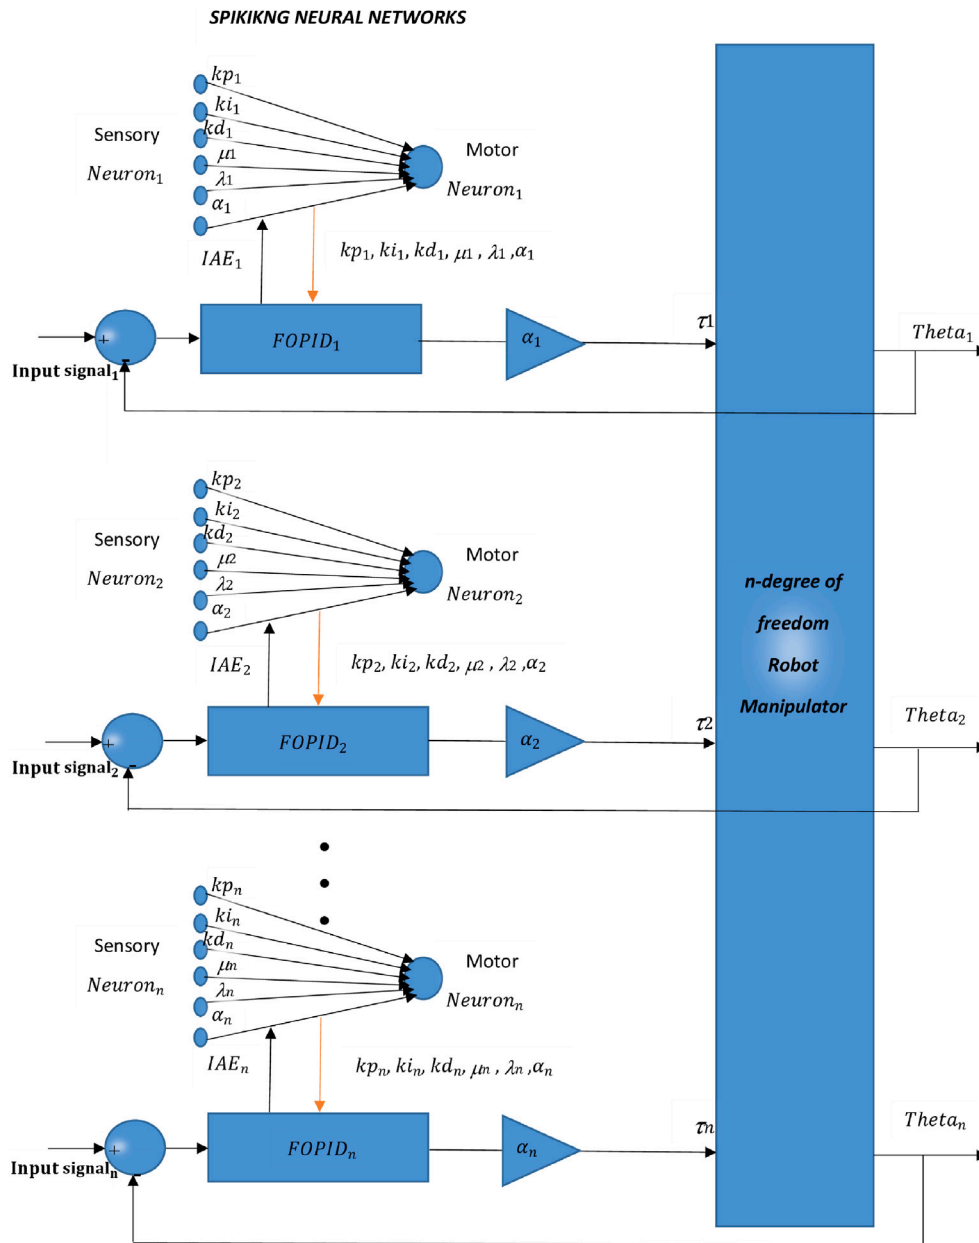 SPIKIKNG NEURAL NETWORKS
kp₁
ki₁
kd₁
μ1
λ1
α₁
Sensory
Neuron₁
Motor
Neuron₁
IAE₁
kp₁, ki₁, kd₁, μ1 , λ1 ,α₁
+
-
Input signal₁
FOPID₁
α₁
τ1
Theta₁
kp₂
ki₂
kd₂
μ2
λ2
α₂
Sensory
Neuron₂
Motor
Neuron₂
IAE₂
kp₂, ki₂, kd₂, μ2 , λ2 ,α₂
+
-
Input signal₂
FOPID₂
α₂
τ2
Theta₂
n-degree of
freedom
Robot
Manipulator
kpₙ
kiₙ
kdₙ
μn
λn
αₙ
Sensory
Neuronₙ
Motor
Neuronₙ
IAEₙ
kpₙ, kiₙ, kdₙ, μn , λn ,αₙ
+
-
Input signalₙ
FOPIDₙ
αₙ
τn
Thetaₙ